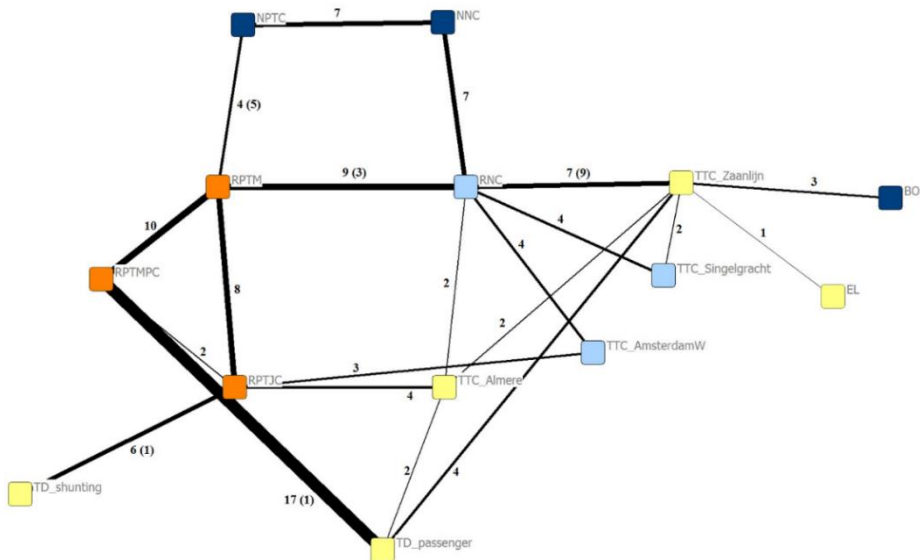 NPTC
7
NNC
4 (5)
7
RPTM
9 (3)
RNC
7 (9)
TTC_Zaanlijn
3
BO
10
4
4
2
1
RPTMPC
8
2
TTC_Singelgracht
EL
2
2
3
TTC_AmsterdamW
RPTJC
4
TTC_Almere
6 (1)
2
4
TD_shunting
17 (1)
TD_passenger